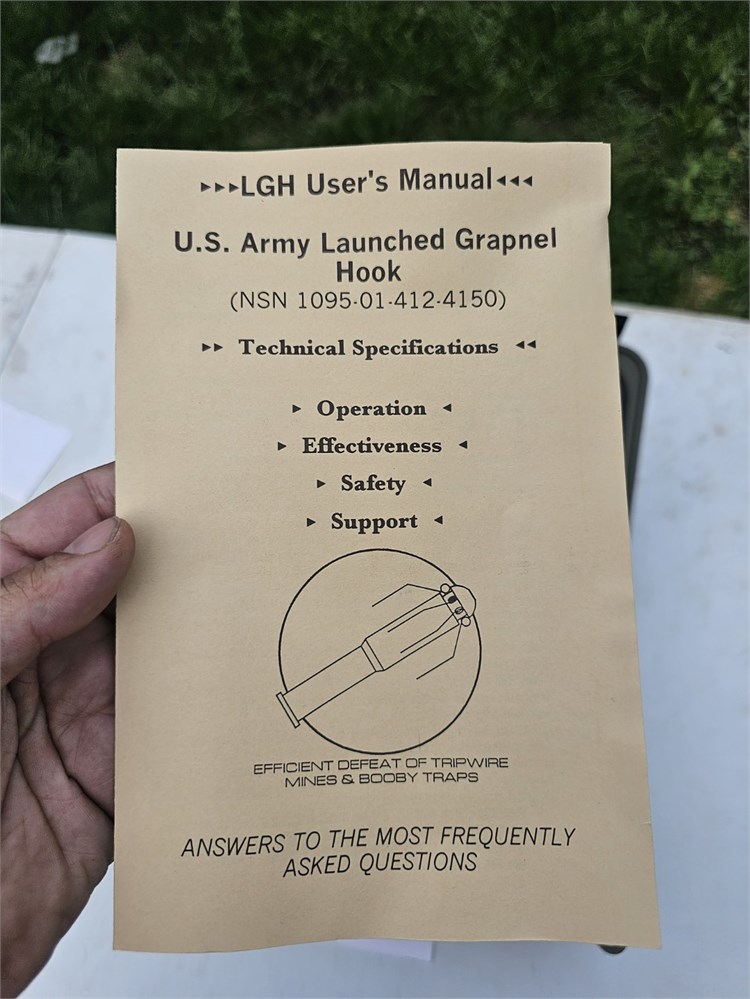 ▸▸▸LGH User's Manual◂◂◂
U.S. Army Launched Grapnel
Hook
(NSN 1095-01-412-4150)
▸▸ Technical Specifications ◂◂
▸ Operation ◂
▸ Effectiveness ◂
▸ Safety ◂
▸ Support ◂
EFFICIENT DEFEAT OF TRIPWIRE
MINES & BOOBY TRAPS
ANSWERS TO THE MOST FREQUENTLY
ASKED QUESTIONS